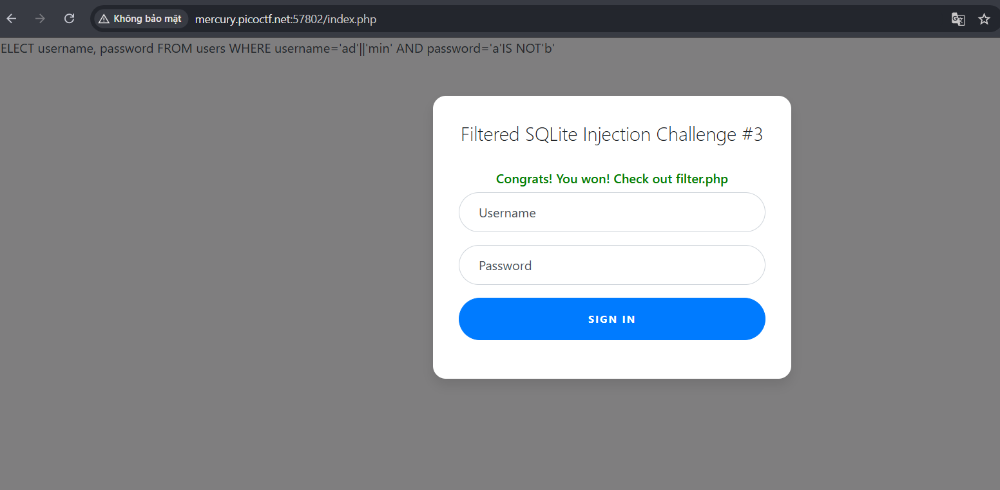 Không bảo mật mercury.picoctf.net:57802/index.php
ELECT username, password FROM users WHERE username='ad'||'min' AND password='a'IS NOT'b'
Filtered SQLite Injection Challenge #3
Congrats! You won! Check out filter.php
Username
Password
SIGN IN